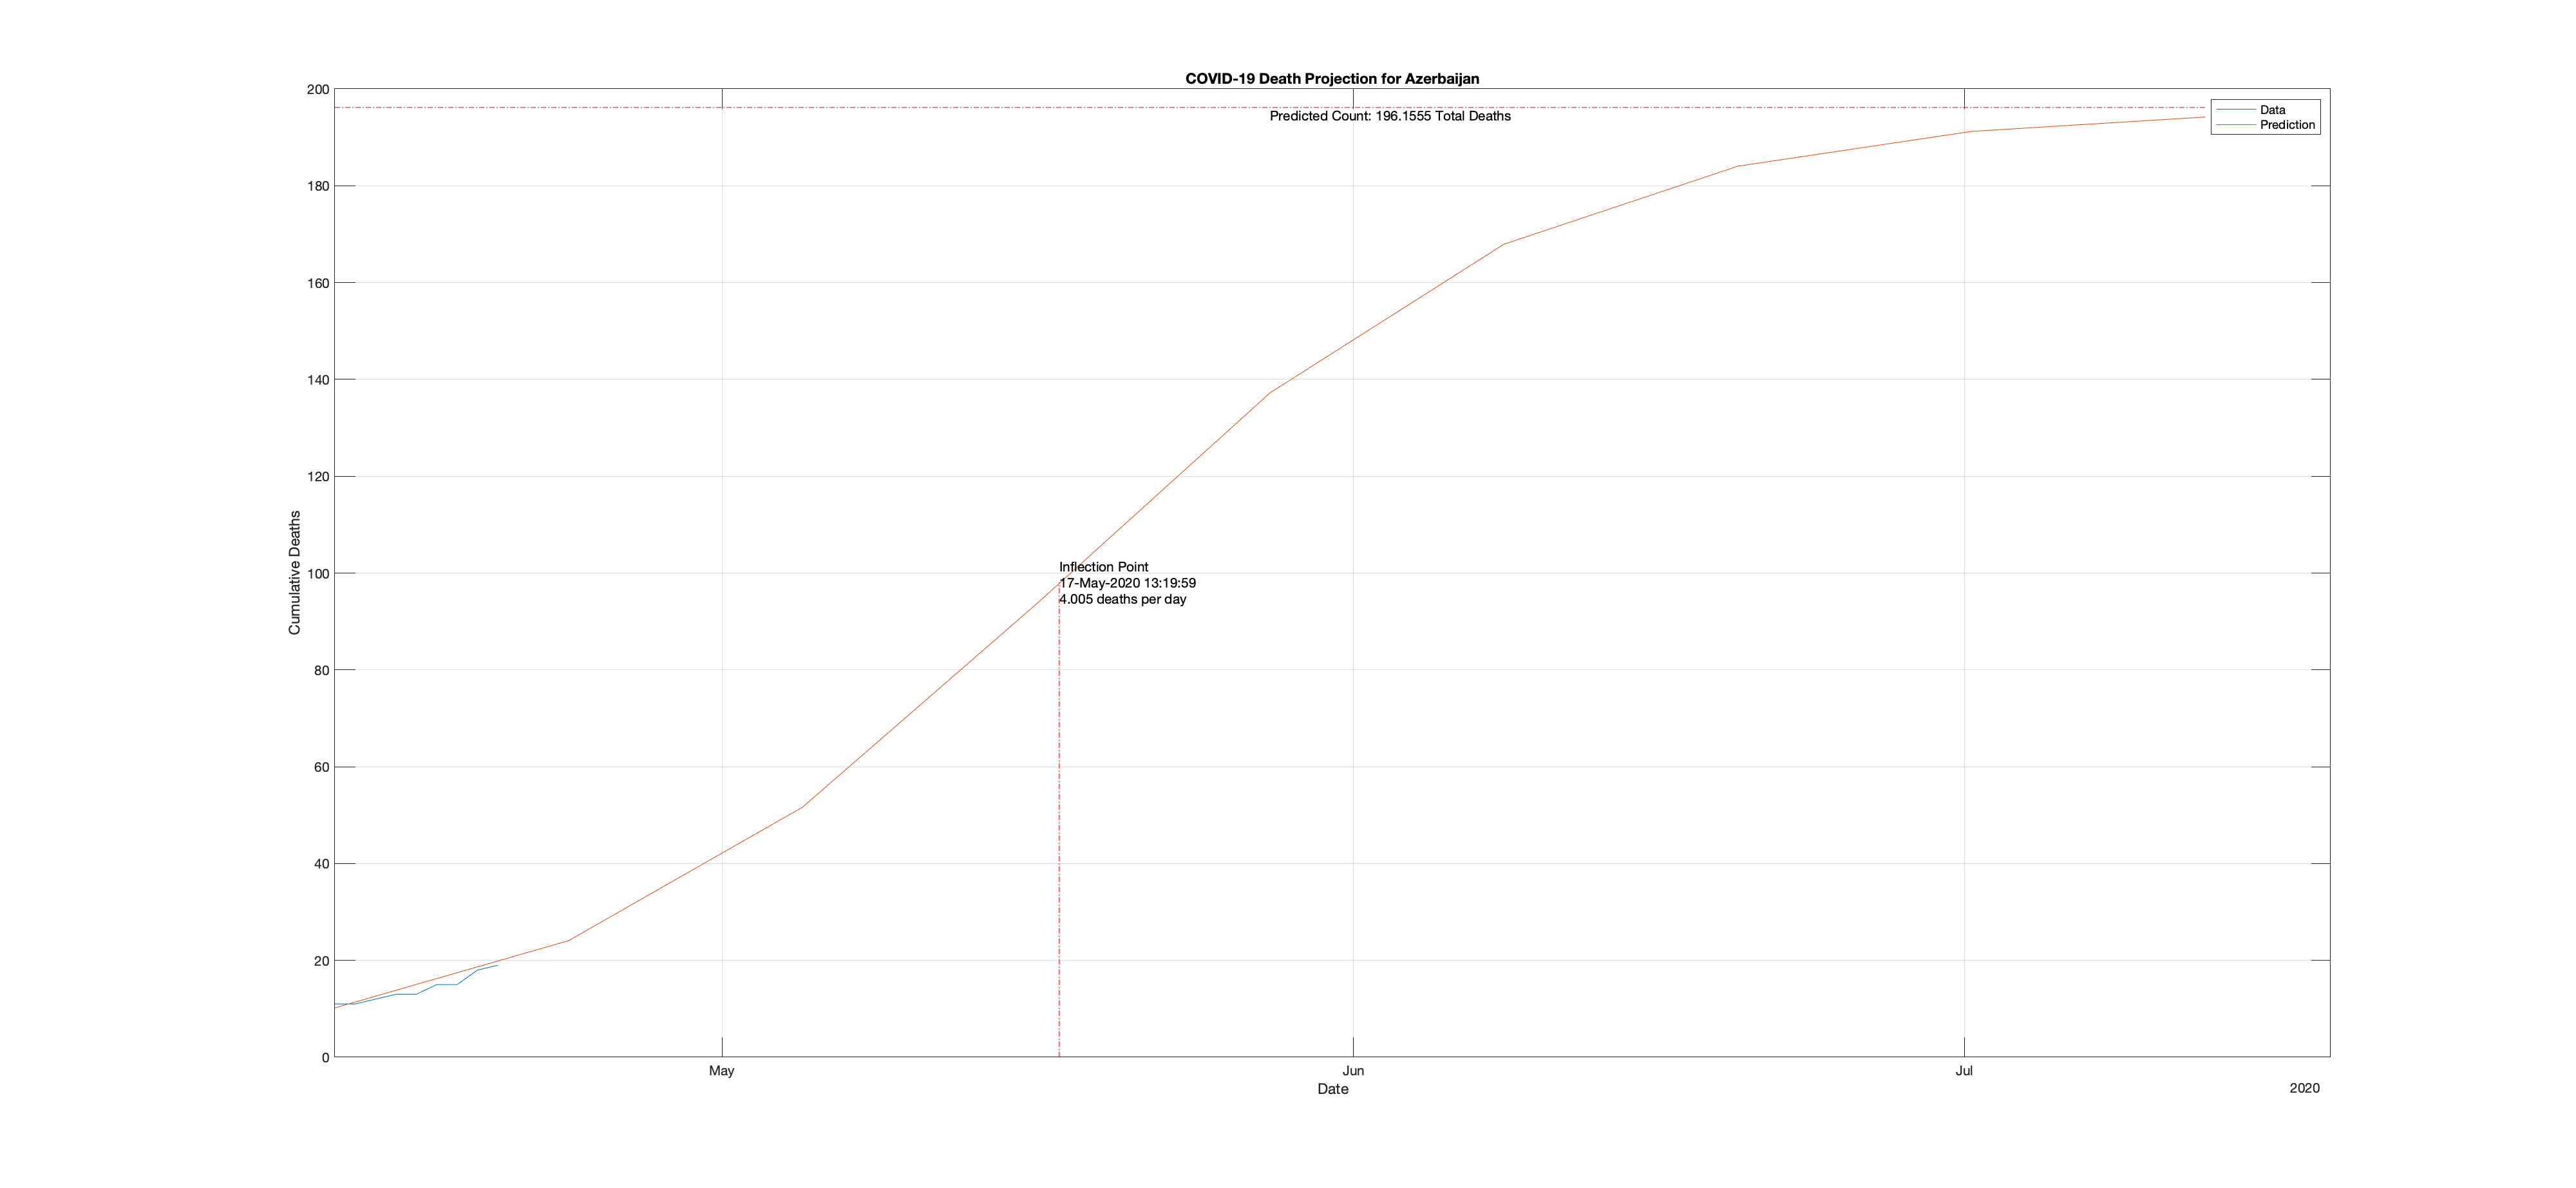 COVID-19 Death Projection for Azerbaijan
200
180
160
140
120
100
80
60
40
20
0
Cumulative Deaths
Predicted Count: 196.1555 Total Deaths
Data
Prediction
Inflection Point
17-May-2020 13:19:59
4.005 deaths per day
May
Jun
Jul
Date
2020